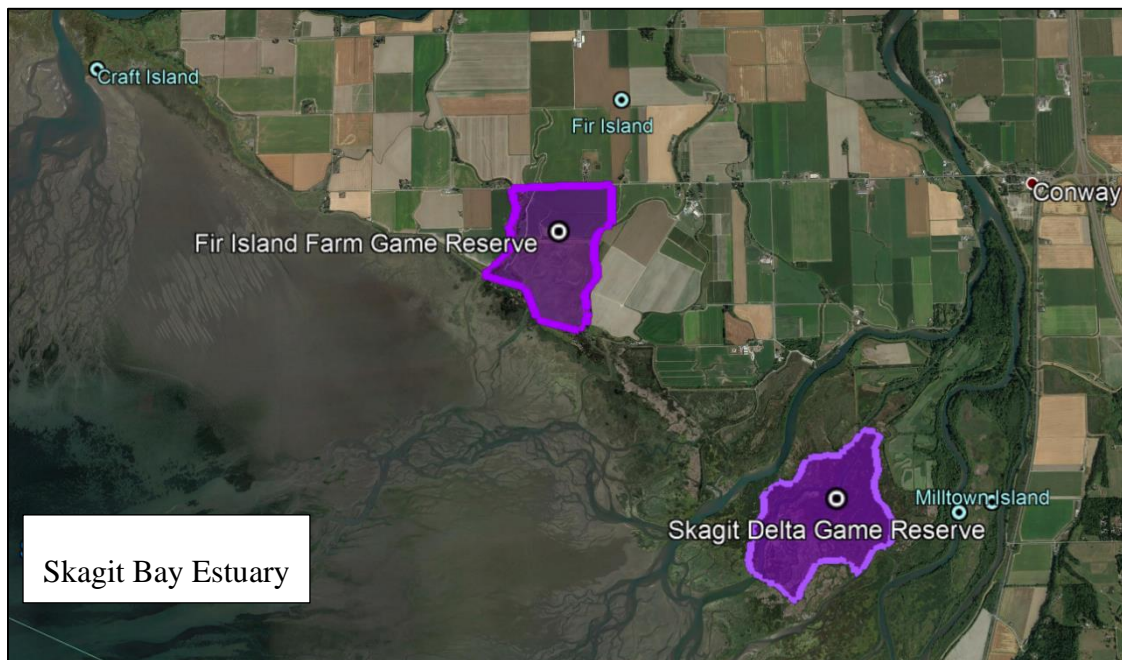 Craft Island
Fir Island
Conway
Fir Island Farm Game Reserve
Milltown Island
Skagit Delta Game Reserve
Skagit Bay Estuary